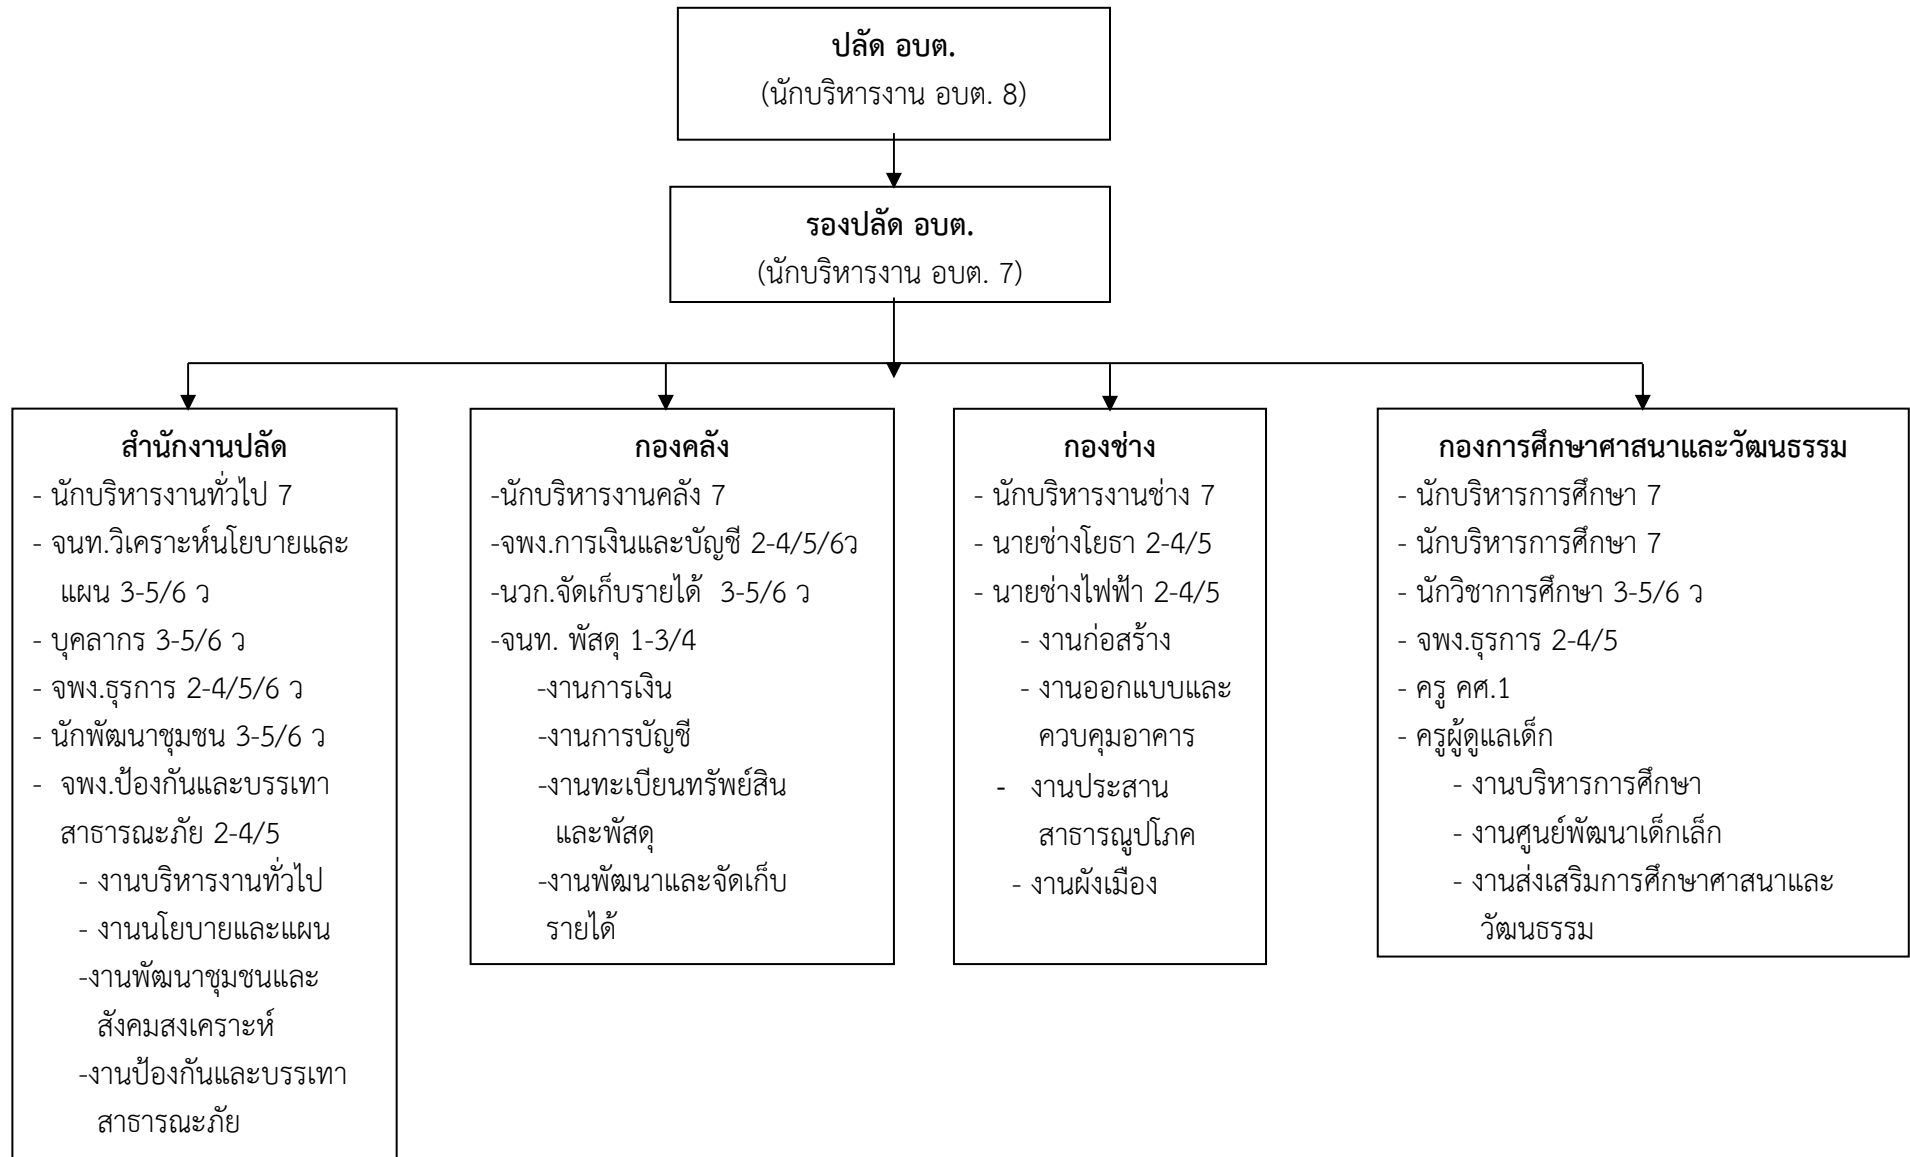 ปลัด อบต.
(นักบริหารงาน อบต. 8)
รองปลัด อบต.
(นักบริหารงาน อบต. 7)
สำนักงานปลัด
- นักบริหารงานทั่วไป 7
- จนท.วิเคราะห์นโยบายและ
แผน 3-5/6 ว
- บุคลากร 3-5/6 ว
- จพง.ธุรการ 2-4/5/6 ว
- นักพัฒนาชุมชน 3-5/6 ว
- จพง.ป้องกันและบรรเทา
สาธารณะภัย 2-4/5
- งานบริหารงานทั่วไป
- งานนโยบายและแผน
-งานพัฒนาชุมชนและ
สังคมสงเคราะห์
-งานป้องกันและบรรเทา
สาธารณะภัย
กองคลัง
-นักบริหารงานคลัง 7
-จพง.การเงินและบัญชี 2-4/5/6ว
-นวก.จัดเก็บรายได้ 3-5/6 ว
-จนท. พัสดุ 1-3/4
-งานการเงิน
-งานการบัญชี
-งานทะเบียนทรัพย์สิน
และพัสดุ
-งานพัฒนาและจัดเก็บ
รายได้
กองช่าง
- นักบริหารงานช่าง 7
- นายช่างโยธา 2-4/5
- นายช่างไฟฟ้า 2-4/5
- งานก่อสร้าง
- งานออกแบบและ
ควบคุมอาคาร
- งานประสาน
สาธารณูปโภค
- งานผังเมือง
กองการศึกษาศาสนาและวัฒนธรรม
- นักบริหารการศึกษา 7
- นักบริหารการศึกษา 7
- นักวิชาการศึกษา 3-5/6 ว
- จพง.ธุรการ 2-4/5
- ครู คศ.1
- ครูผู้ดูแลเด็ก
- งานบริหารการศึกษา
- งานศูนย์พัฒนาเด็กเล็ก
- งานส่งเสริมการศึกษาศาสนาและ
วัฒนธรรม